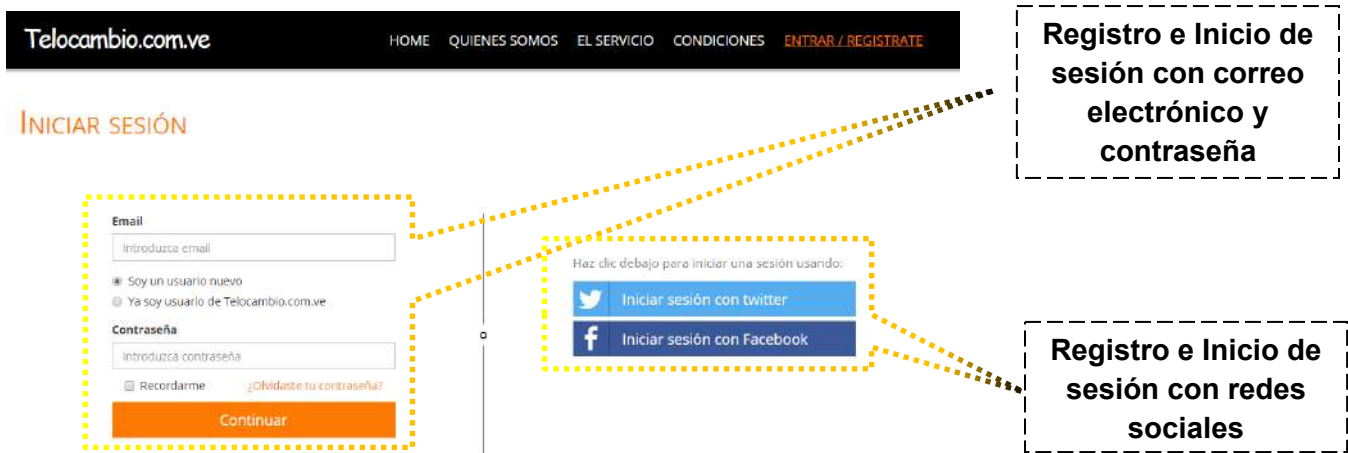 Telocambio.com.ve
HOME QUIENES SOMOS EL SERVICIO CONDICIONES ENTRAR / REGISTRATE
INICIAR SESIÓN
Email
Introduzca email
Soy un usuario nuevo
Ya soy usuario de Telocambio.com.ve
Contraseña
Introduzca contraseña
Recordarme ¿Olvidaste tu contraseña?
Continuar
o
Haz clic debajo para iniciar una sesión usando:
Iniciar sesión con twitter
Iniciar sesión con Facebook
Registro e Inicio de
sesión con correo
electrónico y
contraseña
Registro e Inicio de
sesión con redes
sociales